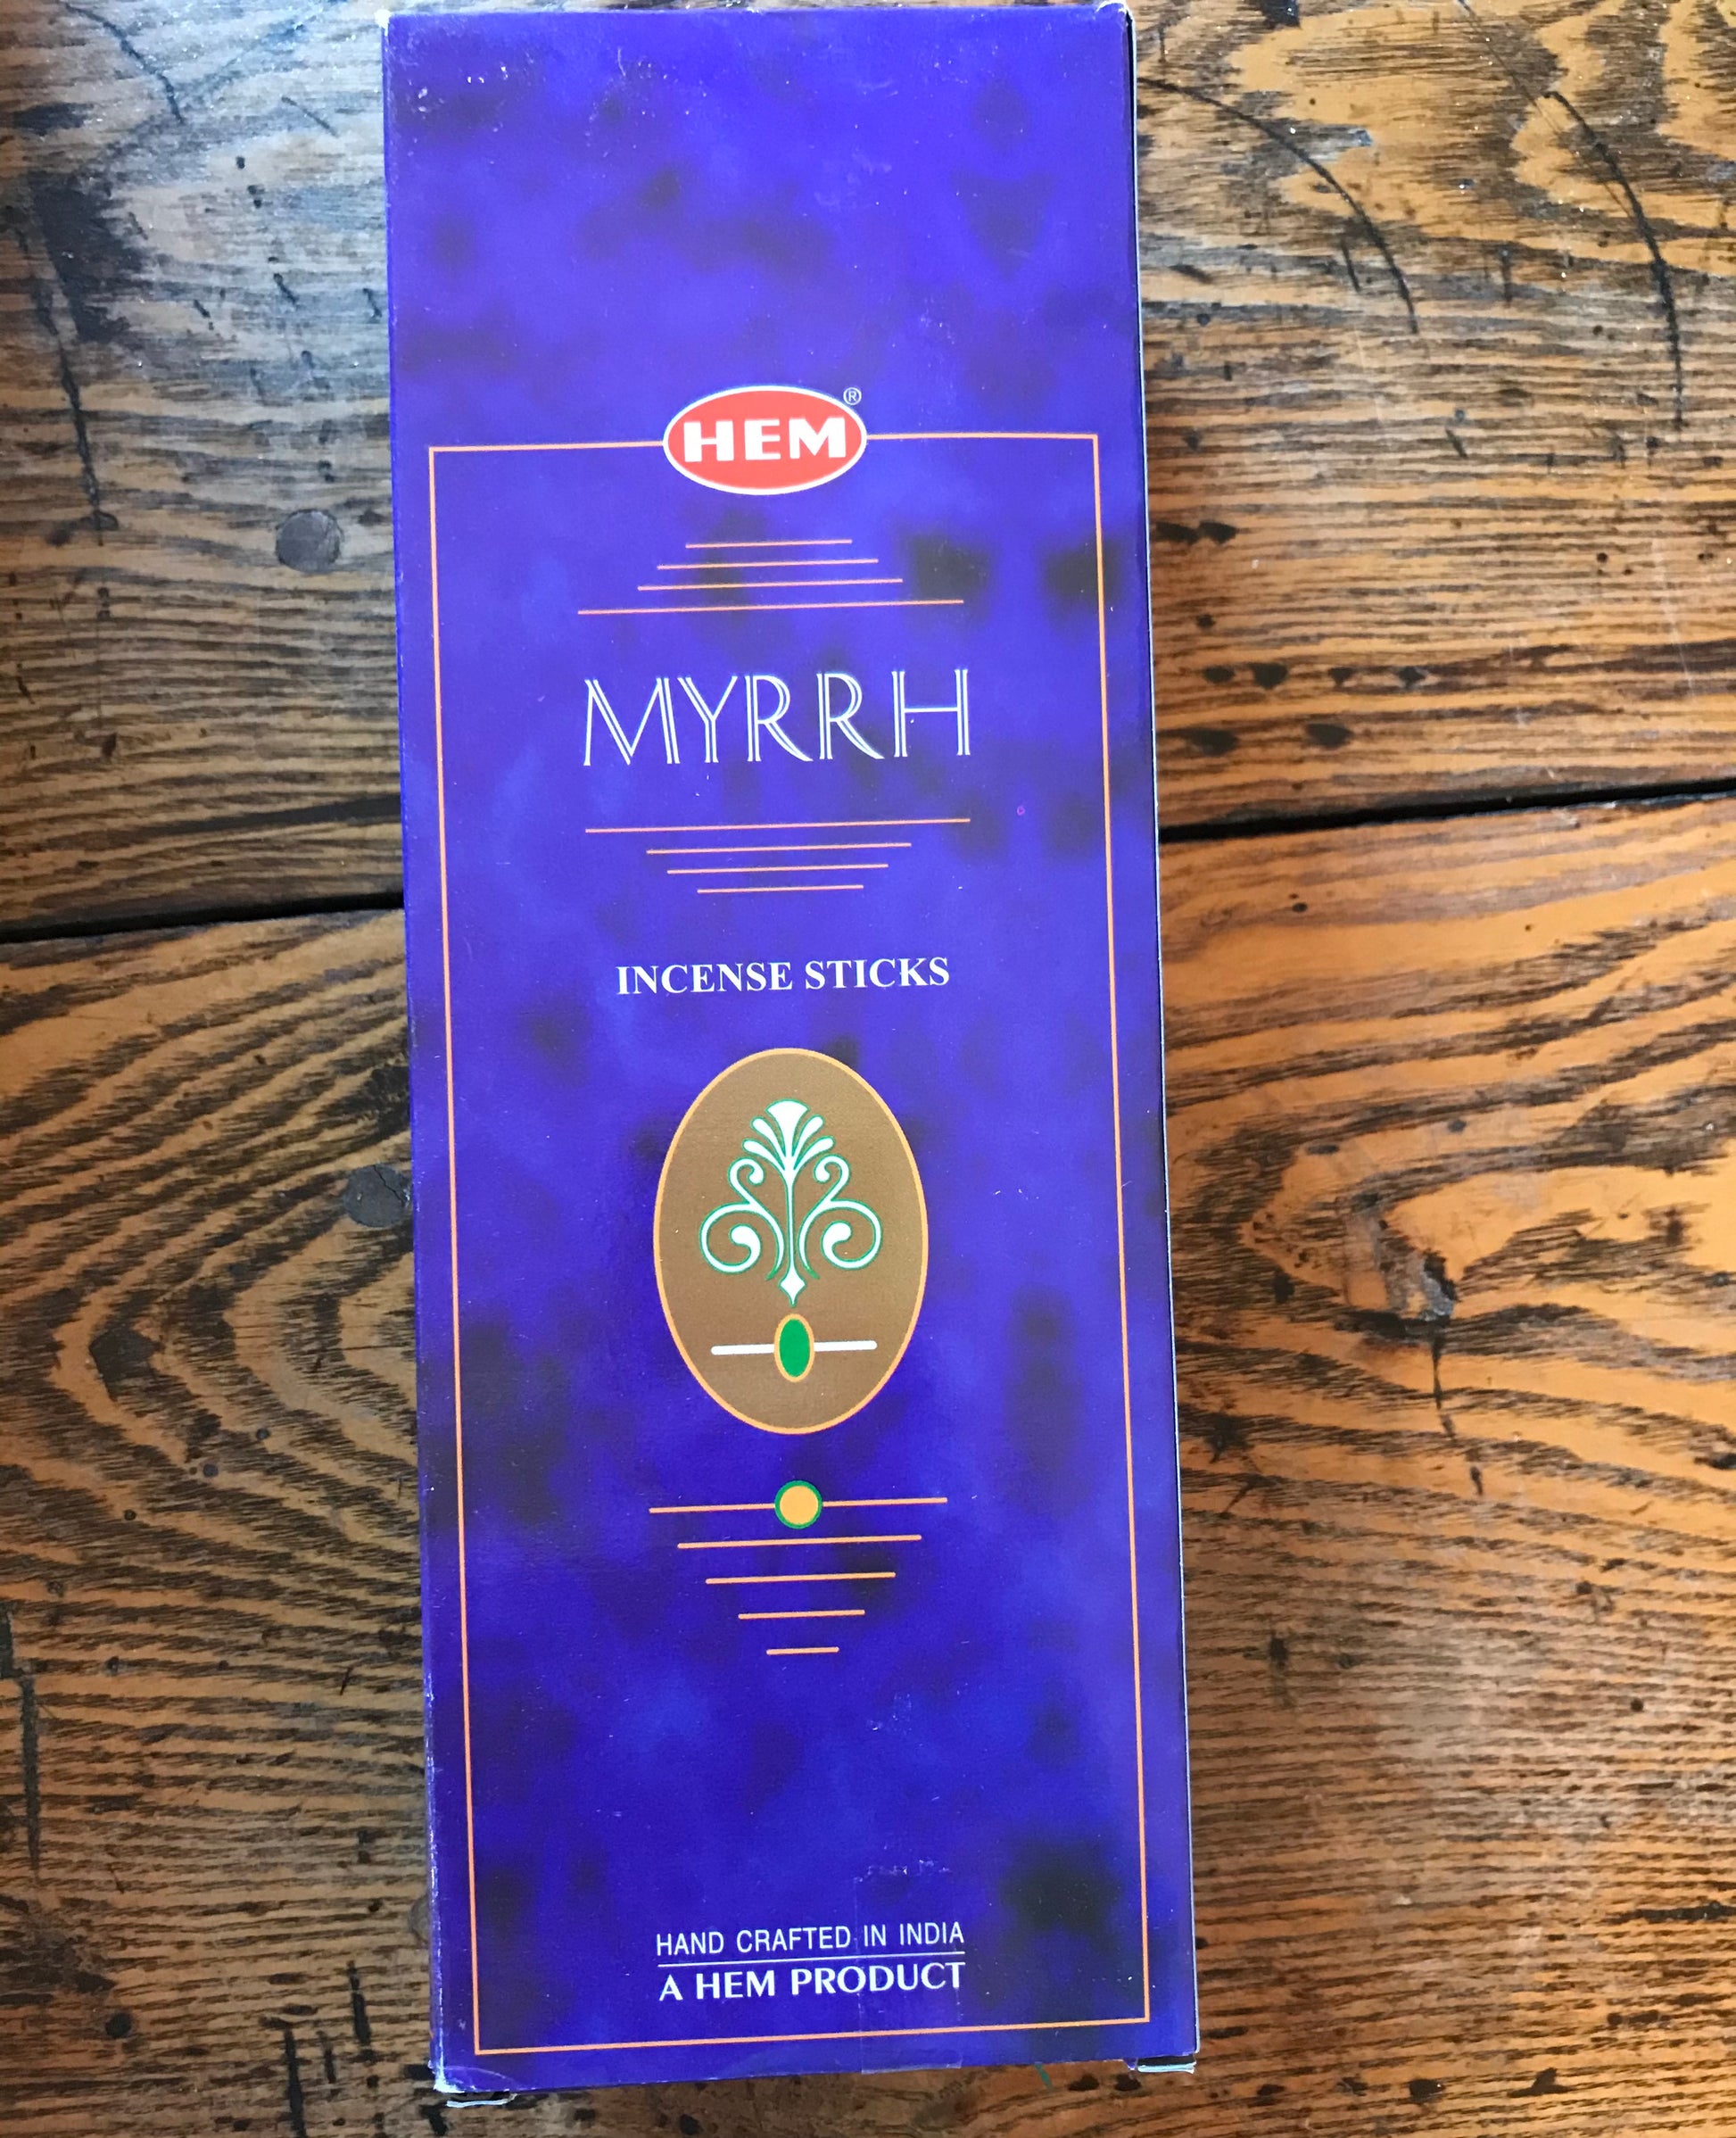 HEM®
MYRRH
INCENSE STICKS
HAND CRAFTED IN INDIA
A HEM PRODUCT